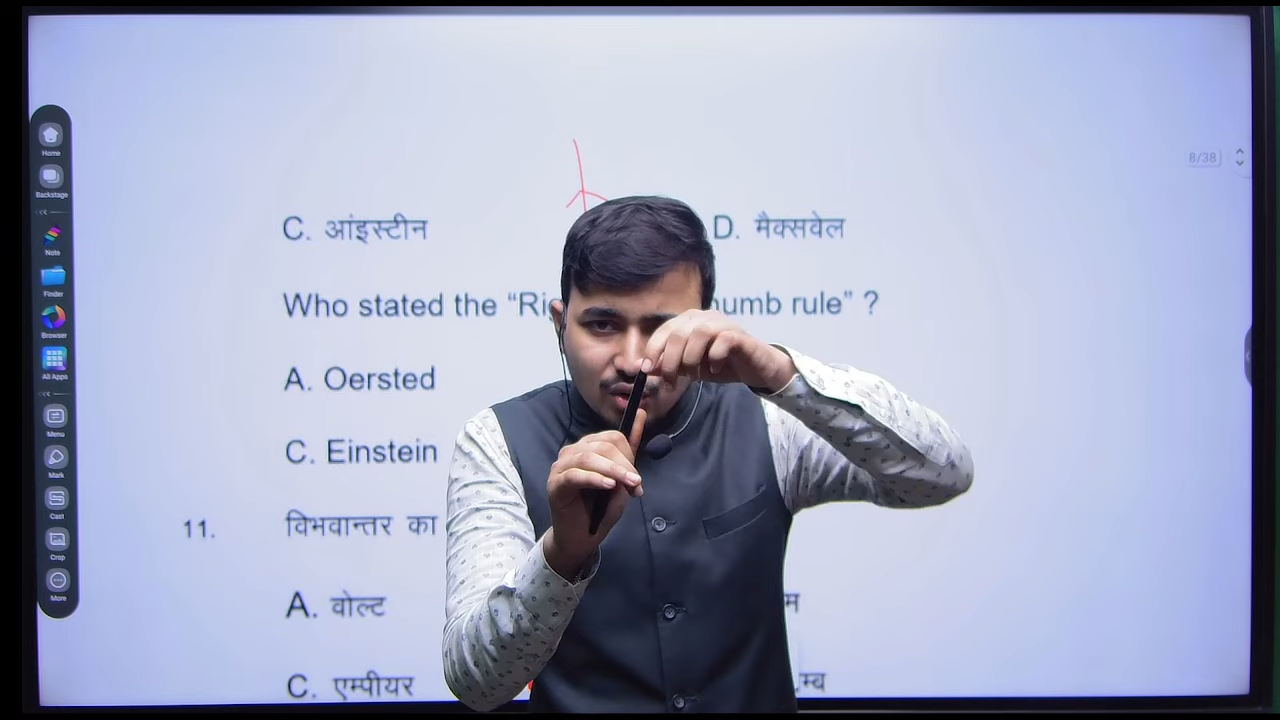 Home
Backstage
Note
Finder
Browser
All Apps
Menu
Mark
Cast
Crop
More
8/38
C. आंइस्टीन D. मैक्सवेल
Who stated the “Ri humb rule” ?
A. Oersted
C. Einstein
11. विभवान्तर का
A. वोल्ट म
C. एम्पीयर म्ब